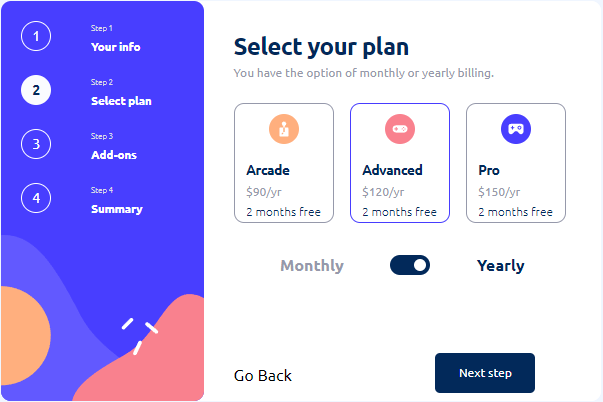 1
Step 1
Your info
2
Step 2
Select plan
3
Step 3
Add-ons
4
Step 4
Summary
Select your plan
You have the option of monthly or yearly billing.
Arcade
$90/yr
2 months free
Advanced
$120/yr
2 months free
Pro
$150/yr
2 months free
Monthly
Yearly
Go Back
Next step